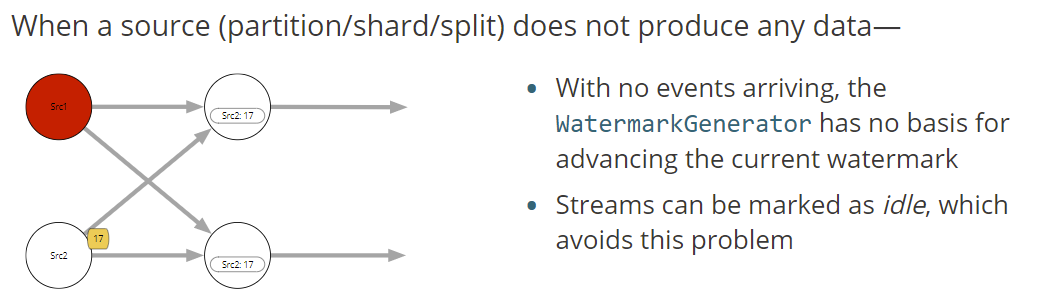 When a source (partition/shard/split) does not produce any data—
Src1
Src2: 17
17
Src2
Src2: 17
• With no events arriving, the
WatermarkGenerator has no basis for
advancing the current watermark
• Streams can be marked as idle, which
avoids this problem